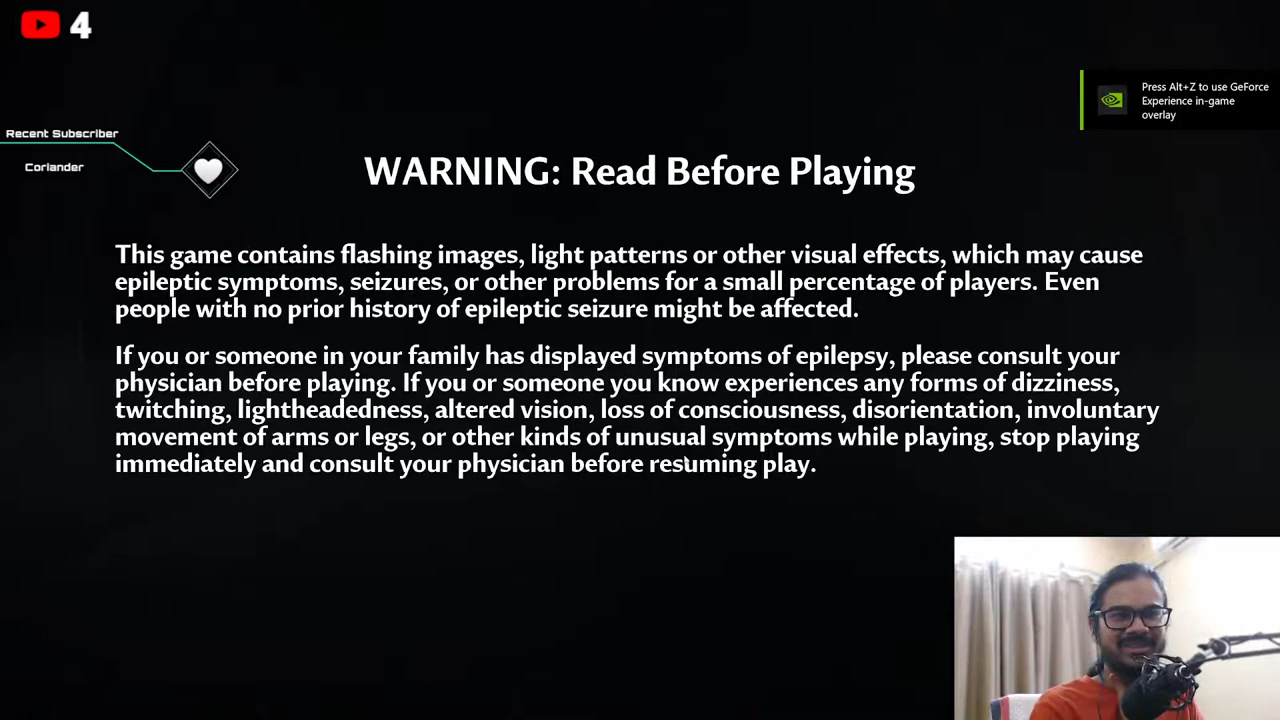 4
Press Alt+Z to use GeForce
Experience in-game
overlay
Recent Subscriber
Coriander
WARNING: Read Before Playing
This game contains flashing images, light patterns or other visual effects, which may cause
epileptic symptoms, seizures, or other problems for a small percentage of players. Even
people with no prior history of epileptic seizure might be affected.
If you or someone in your family has displayed symptoms of epilepsy, please consult your
physician before playing. If you or someone you know experiences any forms of dizziness,
twitching, lightheadedness, altered vision, loss of consciousness, disorientation, involuntary
movement of arms or legs, or other kinds of unusual symptoms while playing, stop playing
immediately and consult your physician before resuming play.